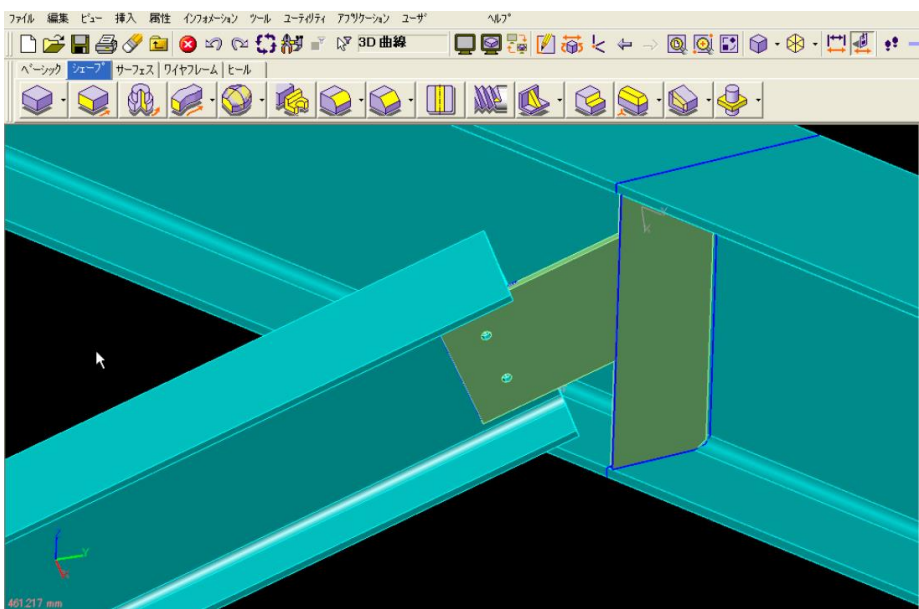 ファイル 編集 ビュー 挿入 属性 インフォメーション ツール ユーティリティ アプリケーション ユーザ ヘルプ
3D 曲線
ベーシック シェープ サーフェス ワイヤフレーム ヒール
Y
X
Y
461.217 mm